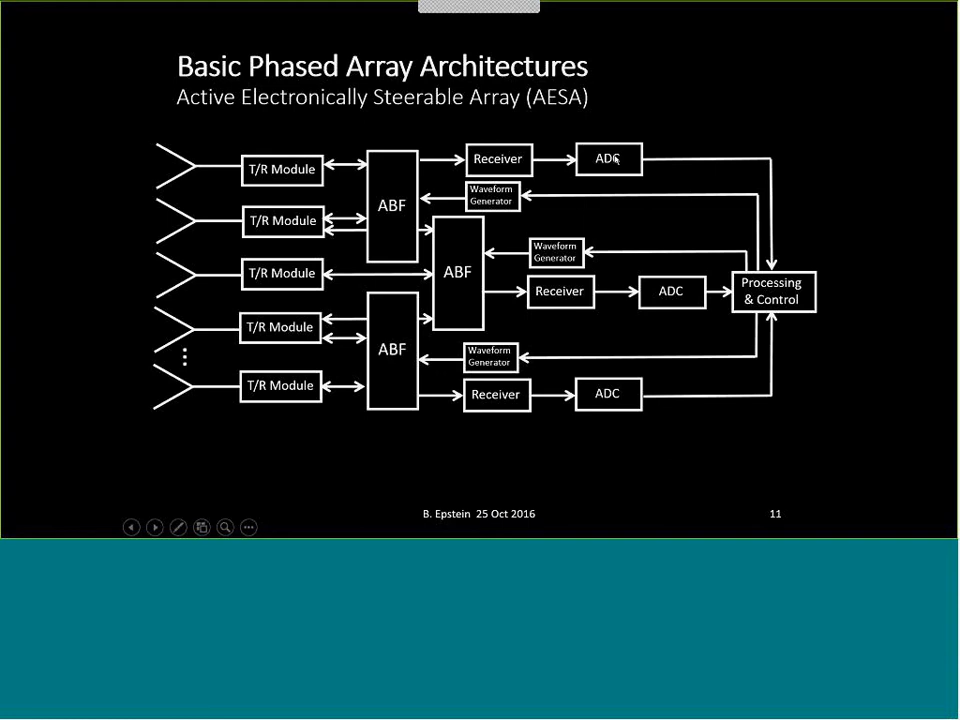 Basic Phased Array Architectures
Active Electronically Steerable Array (AESA)
T/R Module
ABF
Receiver
ADC
Waveform
Generator
T/R Module
ABF
Waveform
Generator
T/R Module
Receiver
ADC
Processing
& Control
T/R Module
ABF
Waveform
Generator
T/R Module
Receiver
ADC
B. Epstein 25 Oct 2016
11